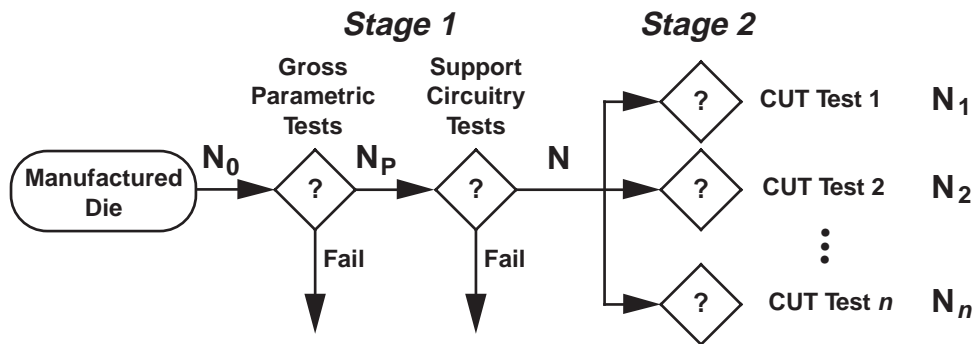 Stage 1
Stage 2
Gross
Parametric
Tests
Support
Circuitry
Tests
Manufactured
Die
N0
?
NP
?
N
Fail
Fail
?
CUT Test 1
N1
?
CUT Test 2
N2
?
CUT Test n
Nn